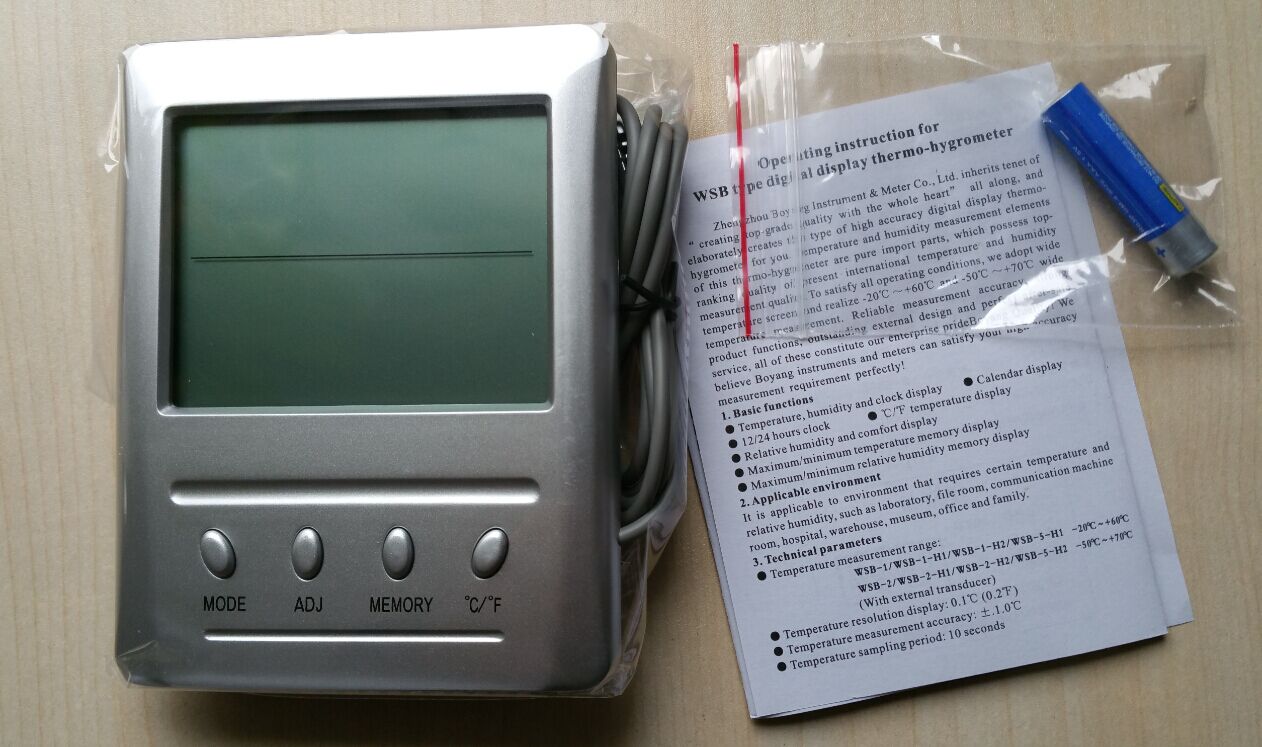 MODE ADJ MEMORY °C/°F
Operating instruction for
WSB type digital display thermo-hygrometer
Zhengzhou Boyang Instrument & Meter Co., Ltd. inherits tenet of
“ creating top-grade quality with the whole heart” all along, and
elaborately creates this type of high accuracy digital display thermo-
hygrometer for you. Temperature and humidity measurement elements
of this thermo-hygrometer are pure import parts, which possess top-
ranking quality of present international temperature and humidity
measurement quality. To satisfy all operating conditions, we adopt wide
temperature screen and realize -20℃~+60℃ and -50℃~+70℃ wide
temperature measurement. Reliable measurement accuracy,
product functions, outstanding external design and
service, all of these constitute our enterprise prideBoyang We
believe Boyang instruments and meters can satisfy your high accuracy
measurement requirement perfectly!
1. Basic functions
● Temperature, humidity and clock display ● Calendar display
● 12/24 hours clock ● ℃/℉ temperature display
● Relative humidity and comfort display
● Maximum/minimum temperature memory display
● Maximum/minimum relative humidity memory display
2. Applicable environment
It is applicable to environment that requires certain temperature and
relative humidity, such as laboratory, file room, communication machine
room, hospital, warehouse, museum, office and family.
3. Technical parameters
● Temperature measurement range:
WSB-1/WSB-1-H1/WSB-1-H2/WSB-5-H1 -20℃~+60℃
WSB-2/WSB-2-H1/WSB-2-H2/WSB-5-H2 -50℃~+70℃
(With external transducer)
● Temperature resolution display: 0.1℃ (0.2℉)
● Temperature measurement accuracy: ±1.0℃
● Temperature sampling period: 10 seconds